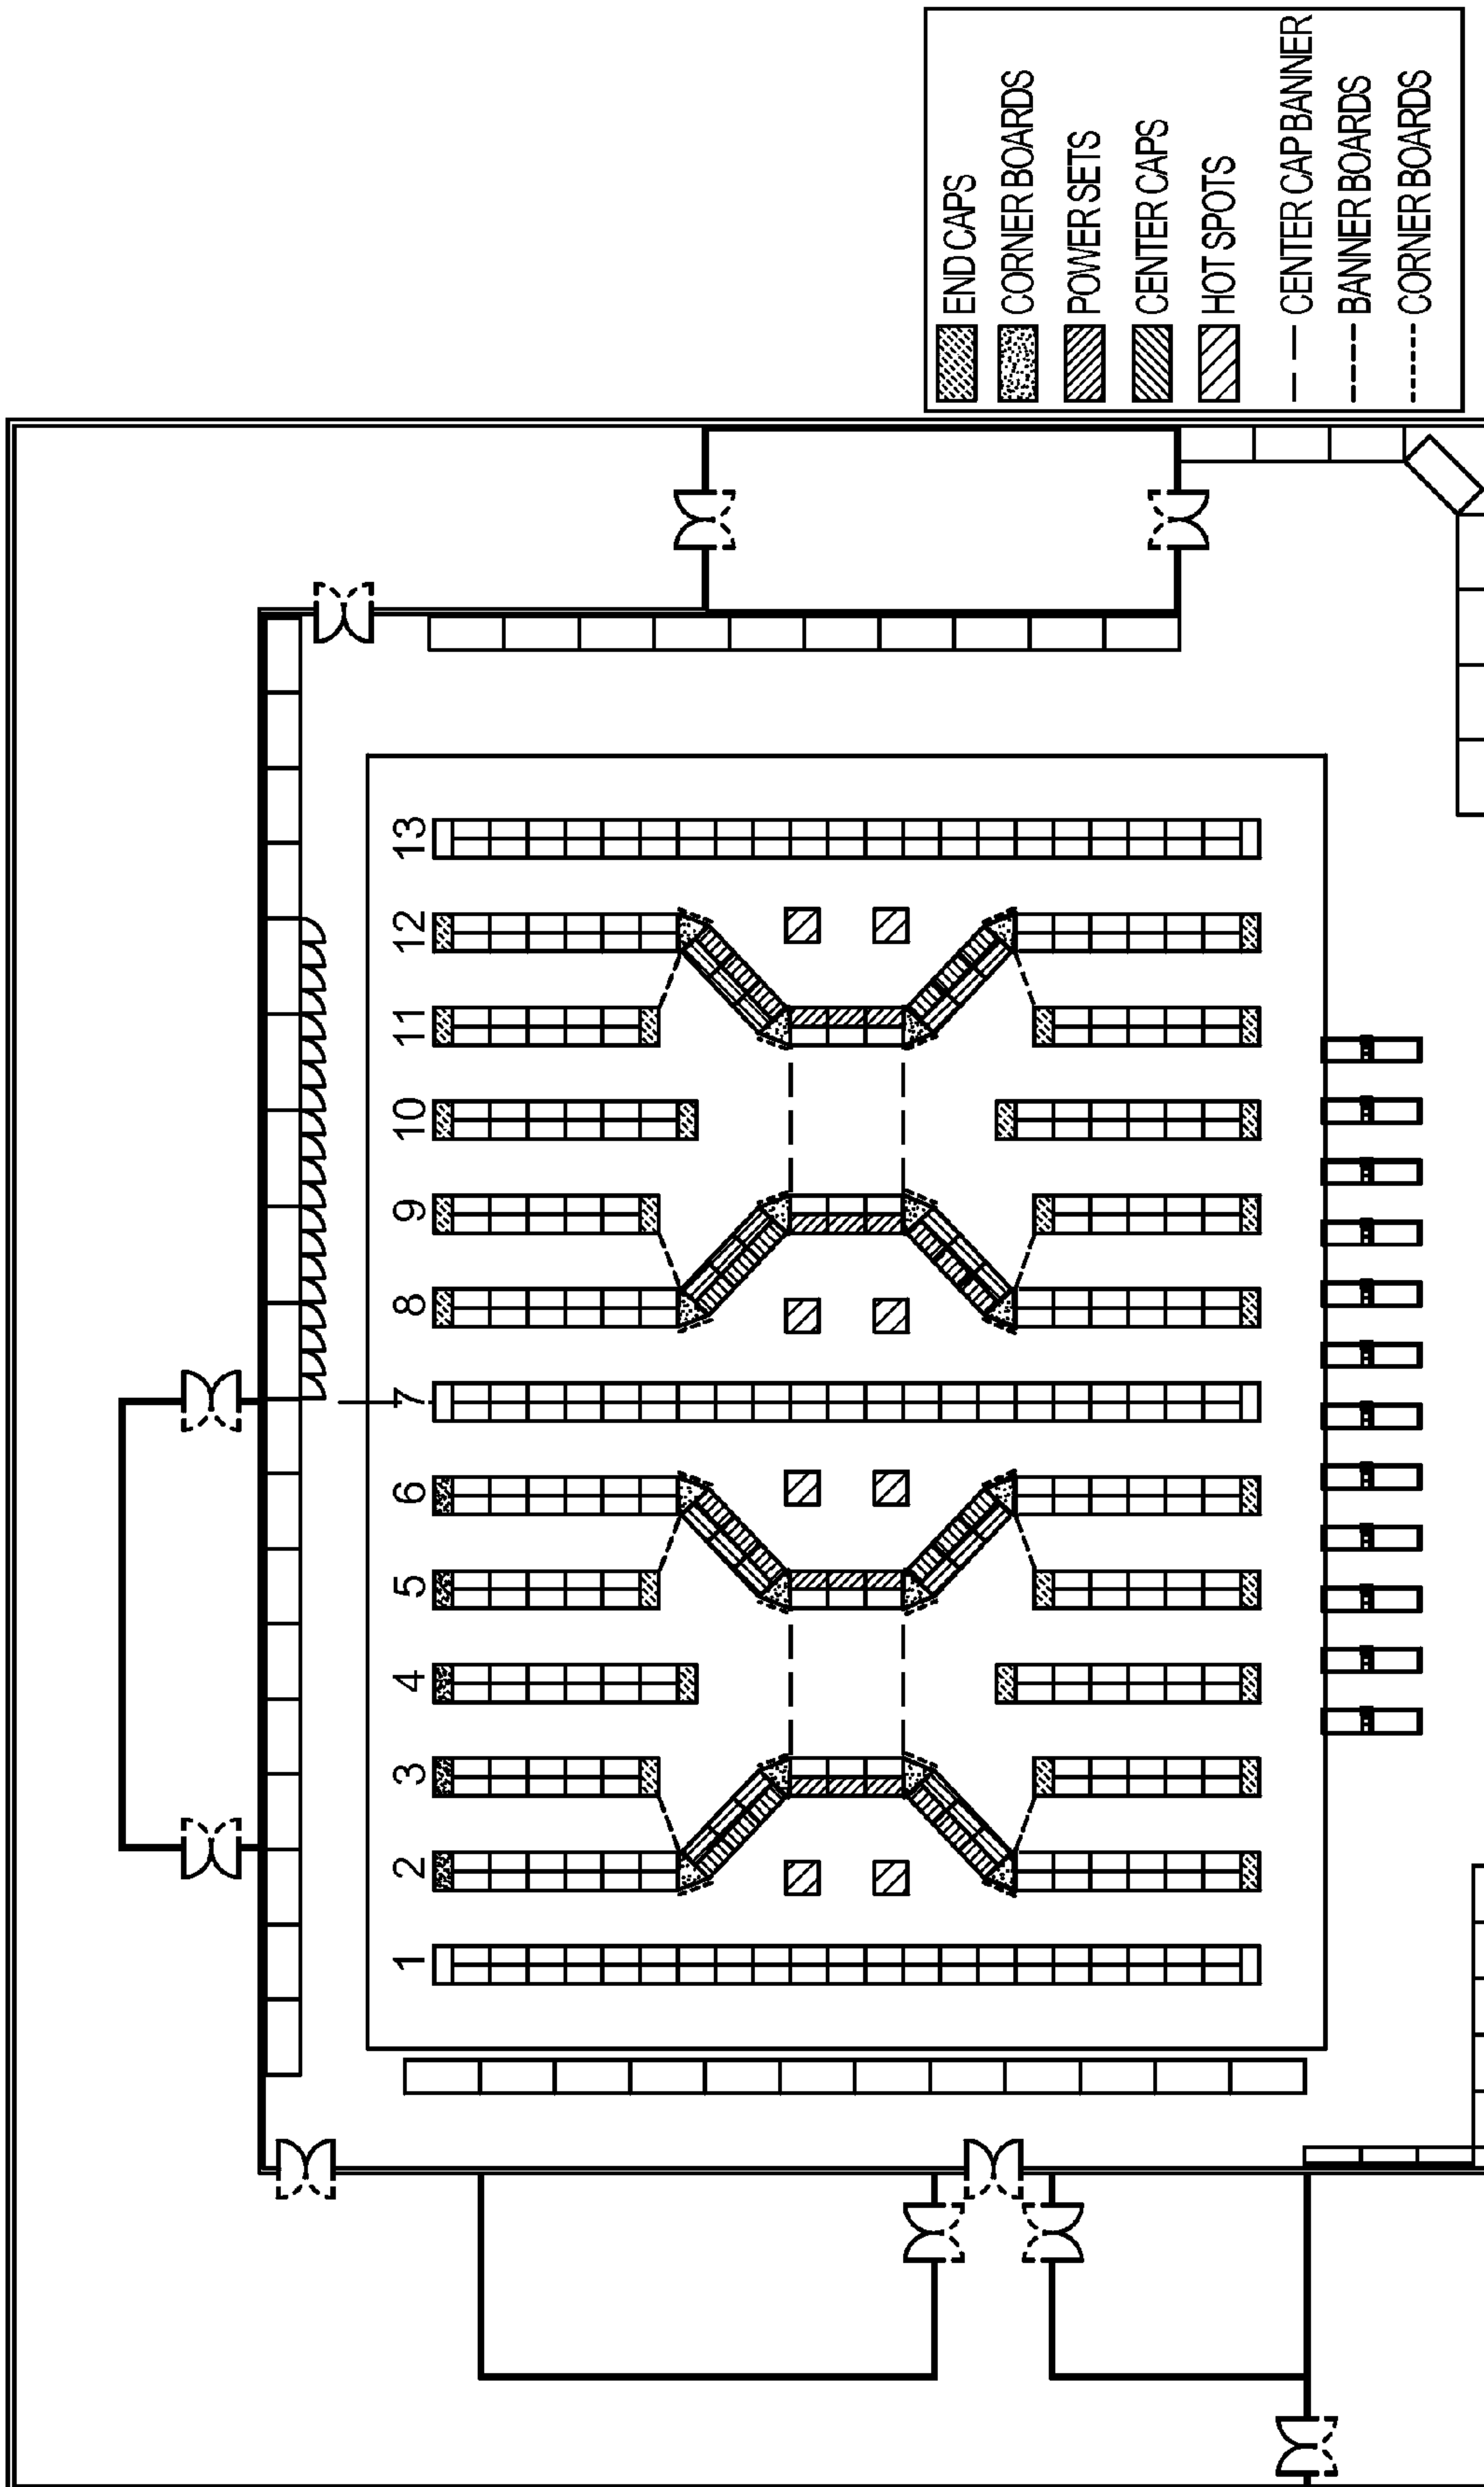 END CAPS
CORNER BOARDS
POWER SETS
CENTER CAPS
HOT SPOTS
CENTER CAP BANNER
BANNER BOARDS
CORNER BOARDS
1
2
3
4
5
6
7
8
9
10
11
12
13